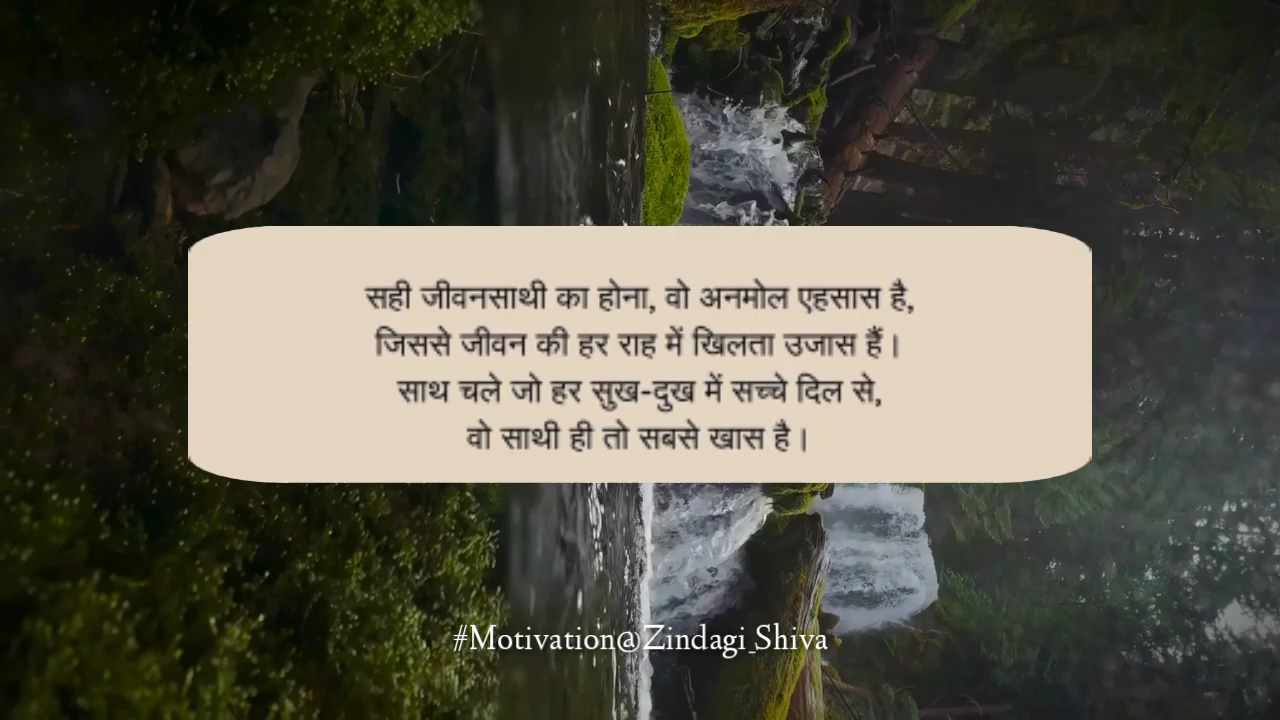 सही जीवनसाथी का होना, वो अनमोल एहसास है,
जिससे जीवन की हर राह में खिलता उजास हैं।
साथ चले जो हर सुख-दुख में सच्चे दिल से,
वो साथी ही तो सबसे खास है।
#Motivation@Zindagi_Shiva